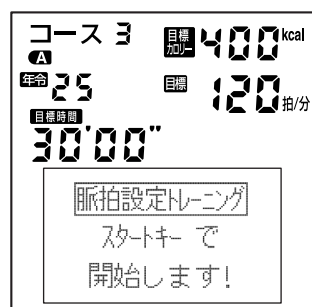 コース 3 目標カロリー 400 kcal
A
年令 25 目標 120 拍/分
目標時間
30'00"
脈拍設定トレーニング
スタートキー で
開始します!